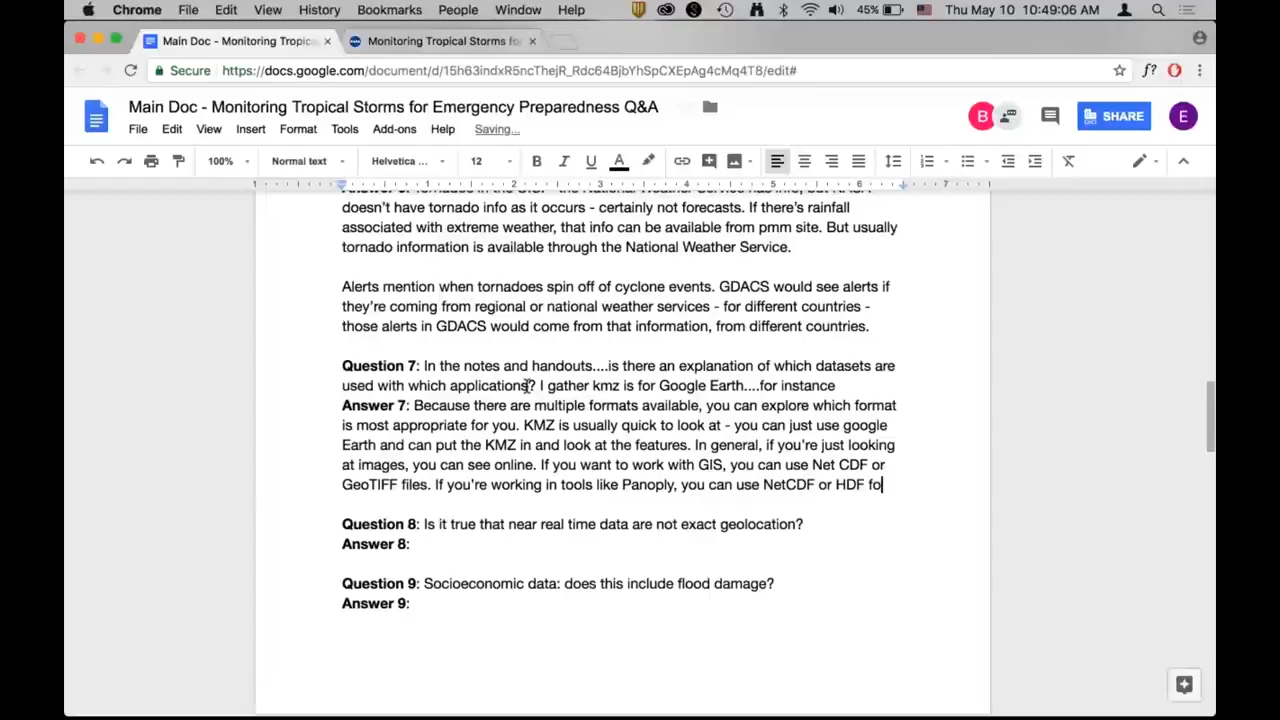 Chrome File Edit View History Bookmarks People Window Help 45% Thu May 10 10:49:06 AM
Main Doc - Monitoring Tropic × Monitoring Tropical Storms fo ×
Secure https://docs.google.com/document/d/15h63indxR5ncThejR_Rdc64BjbYhSpCXEpAg4cMq4T8/edit# f?
Main Doc - Monitoring Tropical Storms for Emergency Preparedness Q&A
File Edit View Insert Format Tools Add-ons Help Saving... B SHARE E
100% Normal text Helvetica ... 12 B I U A
1 1 2 3 4 5 6 7
doesn't have tornado info as it occurs - certainly not forecasts. If there's rainfall
associated with extreme weather, that info can be available from pmm site. But usually
tornado information is available through the National Weather Service.
Alerts mention when tornadoes spin off of cyclone events. GDACS would see alerts if
they're coming from regional or national weather services - for different countries -
those alerts in GDACS would come from that information, from different countries.
Question 7: In the notes and handouts....is there an explanation of which datasets are
used with which applications? I gather kmz is for Google Earth....for instance
Answer 7: Because there are multiple formats available, you can explore which format
is most appropriate for you. KMZ is usually quick to look at - you can just use google
Earth and can put the KMZ in and look at the features. In general, if you're just looking
at images, you can see online. If you want to work with GIS, you can use Net CDF or
GeoTIFF files. If you're working in tools like Panoply, you can use NetCDF or HDF fo
Question 8: Is it true that near real time data are not exact geolocation?
Answer 8:
Question 9: Socioeconomic data: does this include flood damage?
Answer 9: